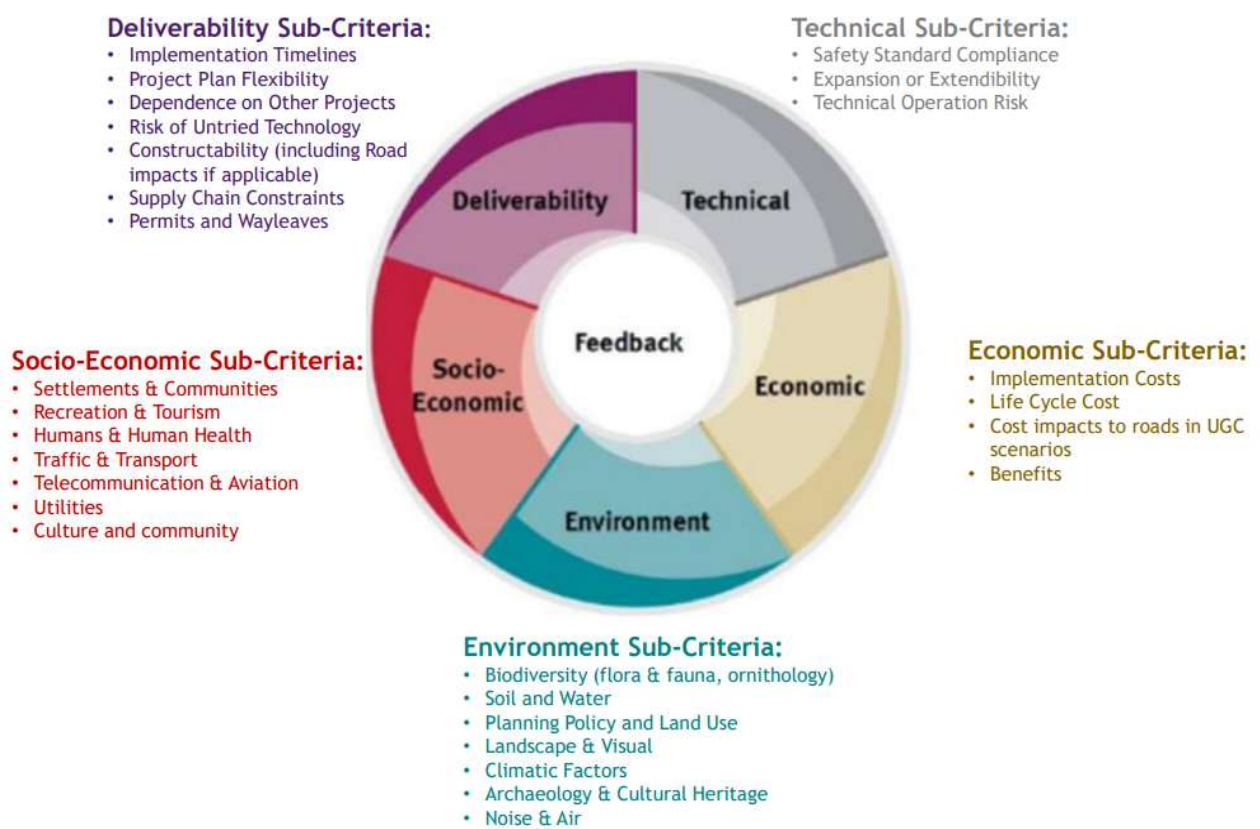 Deliverability Sub-Criteria:
• Implementation Timelines
• Project Plan Flexibility
• Dependence on Other Projects
• Risk of Untried Technology
• Constructability (including Road
impacts if applicable)
• Supply Chain Constraints
• Permits and Wayleaves
Technical Sub-Criteria:
• Safety Standard Compliance
• Expansion or Extendibility
• Technical Operation Risk
Deliverability
Technical
Feedback
Socio-
Economic
Economic
Environment
Socio-Economic Sub-Criteria:
• Settlements & Communities
• Recreation & Tourism
• Humans & Human Health
• Traffic & Transport
• Telecommunication & Aviation
• Utilities
• Culture and community
Economic Sub-Criteria:
• Implementation Costs
• Life Cycle Cost
• Cost impacts to roads in UGC
scenarios
• Benefits
Environment Sub-Criteria:
• Biodiversity (flora & fauna, ornithology)
• Soil and Water
• Planning Policy and Land Use
• Landscape & Visual
• Climatic Factors
• Archaeology & Cultural Heritage
• Noise & Air